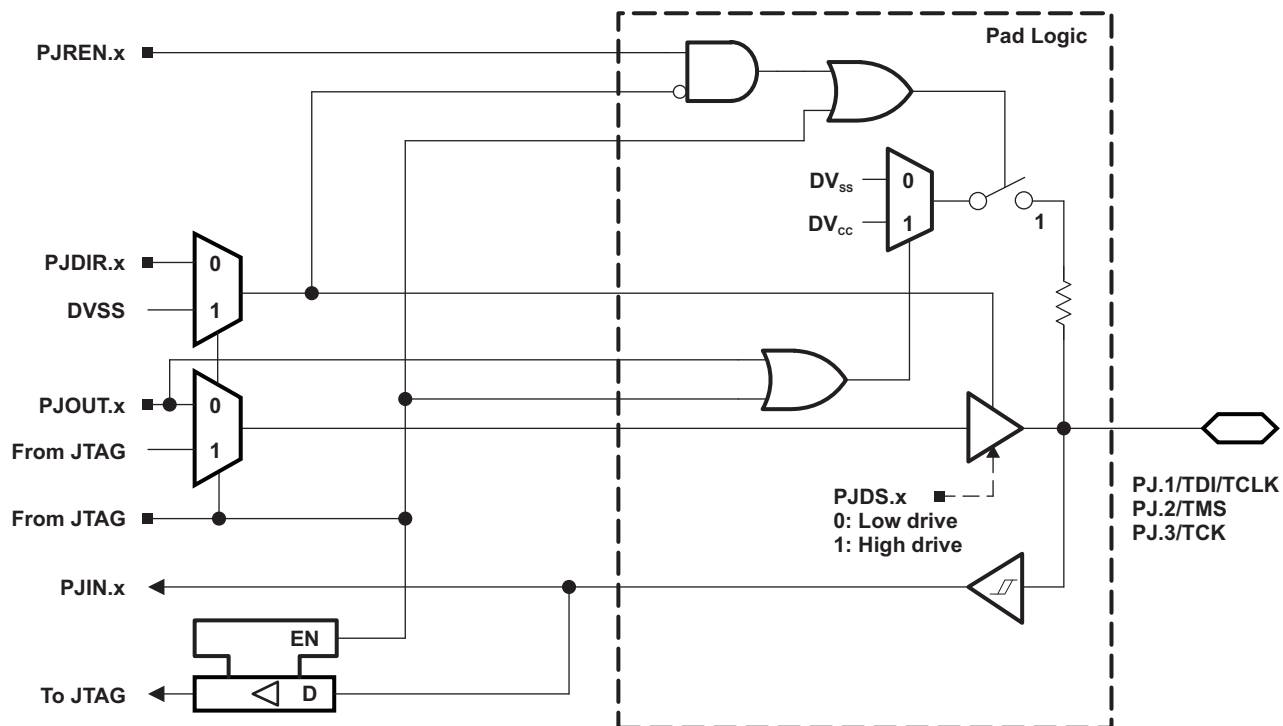 Pad Logic
PJREN.x
DVSS
0
DVCC
1
1
PJDIR.x
0
DVSS
1
PJOUT.x
0
From JTAG
1
PJDS.x
0: Low drive
1: High drive
PJ.1/TDI/TCLK
PJ.2/TMS
PJ.3/TCK
From JTAG
PJIN.x
EN
To JTAG
D